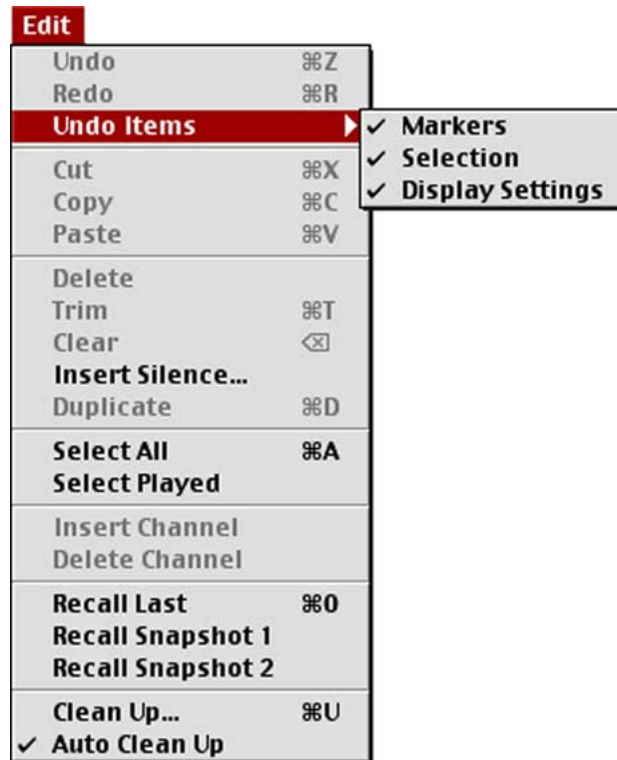 Edit
Undo ⌘Z
Redo ⌘R
Undo Items
✓ Markers
✓ Selection
✓ Display Settings
Cut ⌘X
Copy ⌘C
Paste ⌘V
Delete
Trim ⌘T
Clear ⌫
Insert Silence...
Duplicate ⌘D
Select All ⌘A
Select Played
Insert Channel
Delete Channel
Recall Last ⌘0
Recall Snapshot 1
Recall Snapshot 2
Clean Up... ⌘U
✓ Auto Clean Up